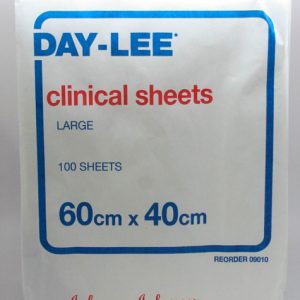 DAY-LEE®
clinical sheets
LARGE
100 SHEETS
60cm x 40cm
REORDER 09010